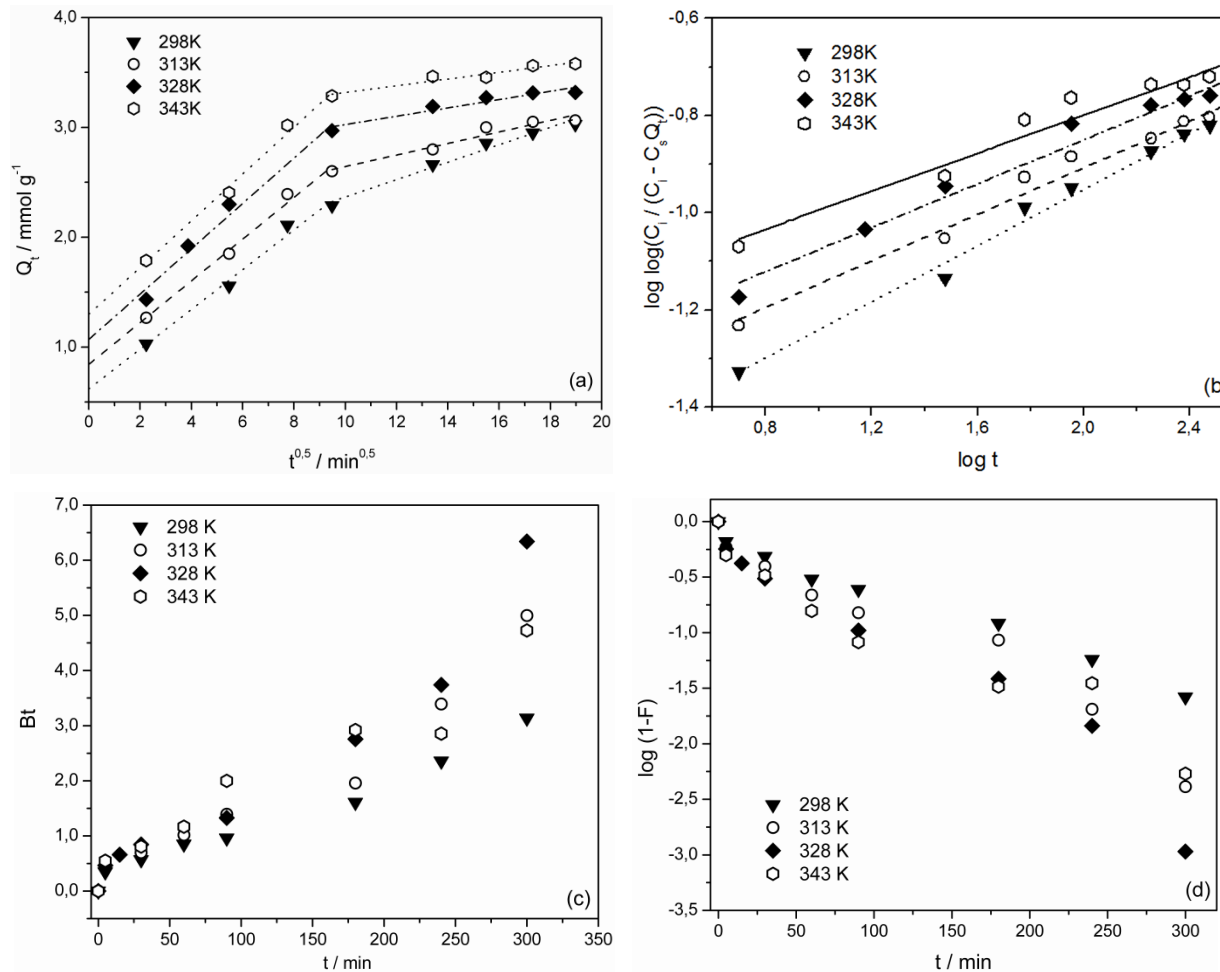 4,0
3,0
2,0
1,0
Q_t / mmol g^-1
298K
313K
328K
343K
0 2 4 6 8 10 12 14 16 18 20
t^0,5 / min^0,5
(a)
-0,6
-0,8
-1,0
-1,2
-1,4
log log(C_i / (C_i - C_sQ_t))
298K
313K
328K
343K
0,8 1,2 1,6 2,0 2,4
log t
(b
7,0
6,0
5,0
4,0
3,0
2,0
1,0
0,0
Bt
298 K
313 K
328 K
343 K
0 50 100 150 200 250 300 350
t / min
(c)
0,0
-0,5
-1,0
-1,5
-2,0
-2,5
-3,0
-3,5
log (1-F)
298 K
313 K
328 K
343 K
0 50 100 150 200 250 300
t / min
(d)